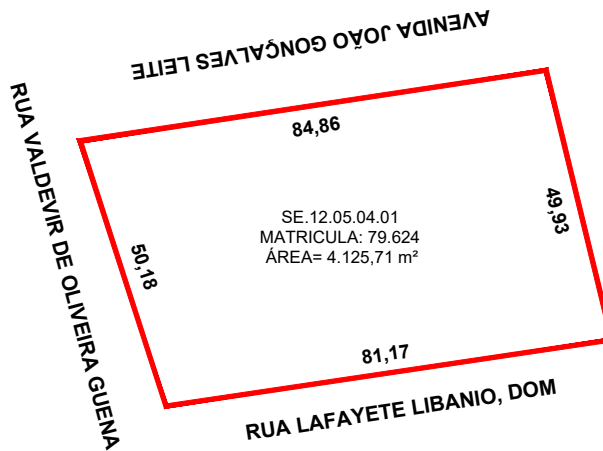 AVENIDA JOÃO GONÇALVES LEITE
RUA VALDEVIR DE OLIVEIRA GUENA
84,86
49,93
SE.12.05.04.01
MATRICULA: 79.624
ÁREA= 4.125,71 m²
50,18
81,17
RUA LAFAYETE LIBANIO, DOM